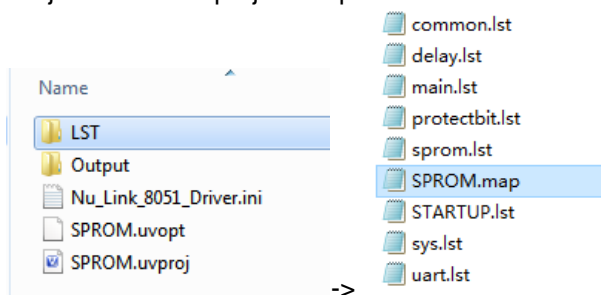 Name
LST
Output
Nu_Link_8051_Driver.ini
SPROM.uvopt
SPROM.uvproj
->
common.lst
delay.lst
main.lst
protectbit.lst
sprom.lst
SPROM.map
STARTUP.lst
sys.lst
uart.lst